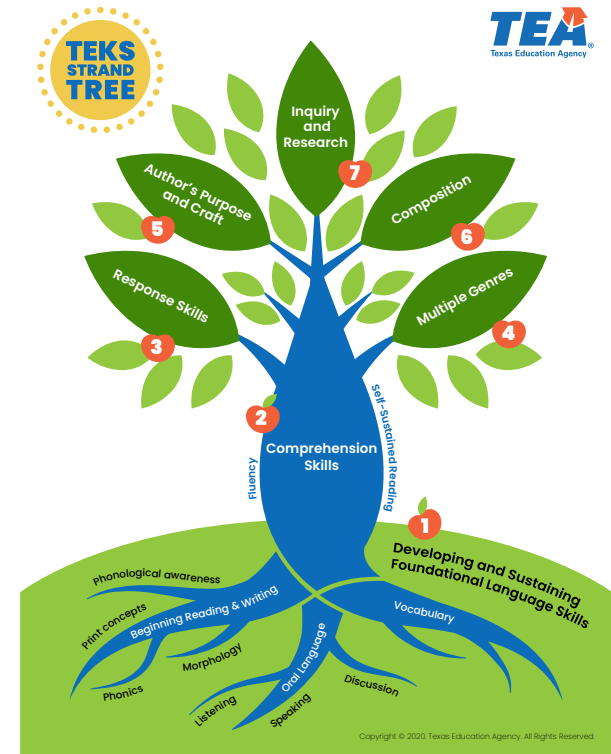 TEKS
STRAND
TREE
TEA®
Texas Education Agency
Inquiry
and
Research
7
Author's Purpose
and Craft
5
Composition
6
Response Skills
3
Multiple Genres
4
2
Comprehension
Skills
Fluency
Self-Sustained Reading
1
Developing and Sustaining
Foundational Language Skills
Phonological awareness
Print concepts
Beginning Reading & Writing
Phonics
Morphology
Oral Language
Listening
Speaking
Discussion
Vocabulary
Copyright © 2020. Texas Education Agency. All Rights Reserved.